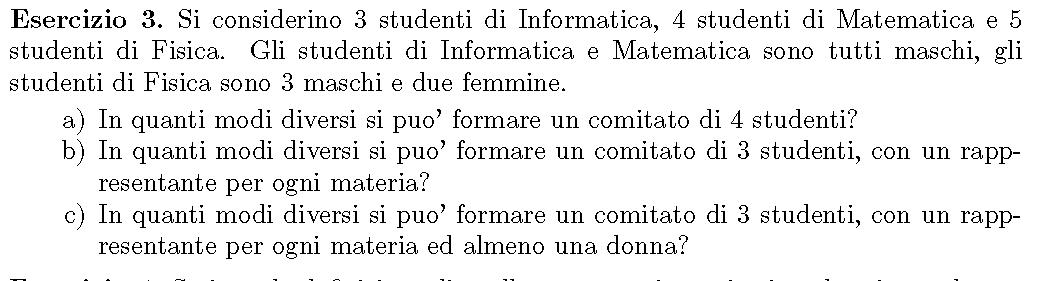 Esercizio 3. Si considerino 3 studenti di Informatica, 4 studenti di Matematica e 5
studenti di Fisica. Gli studenti di Informatica e Matematica sono tutti maschi, gli
studenti di Fisica sono 3 maschi e due femmine.
a) In quanti modi diversi si puo' formare un comitato di 4 studenti?
b) In quanti modi diversi si puo' formare un comitato di 3 studenti, con un rapp-
resentante per ogni materia?
c) In quanti modi diversi si puo' formare un comitato di 3 studenti, con un rapp-
resentante per ogni materia ed almeno una donna?